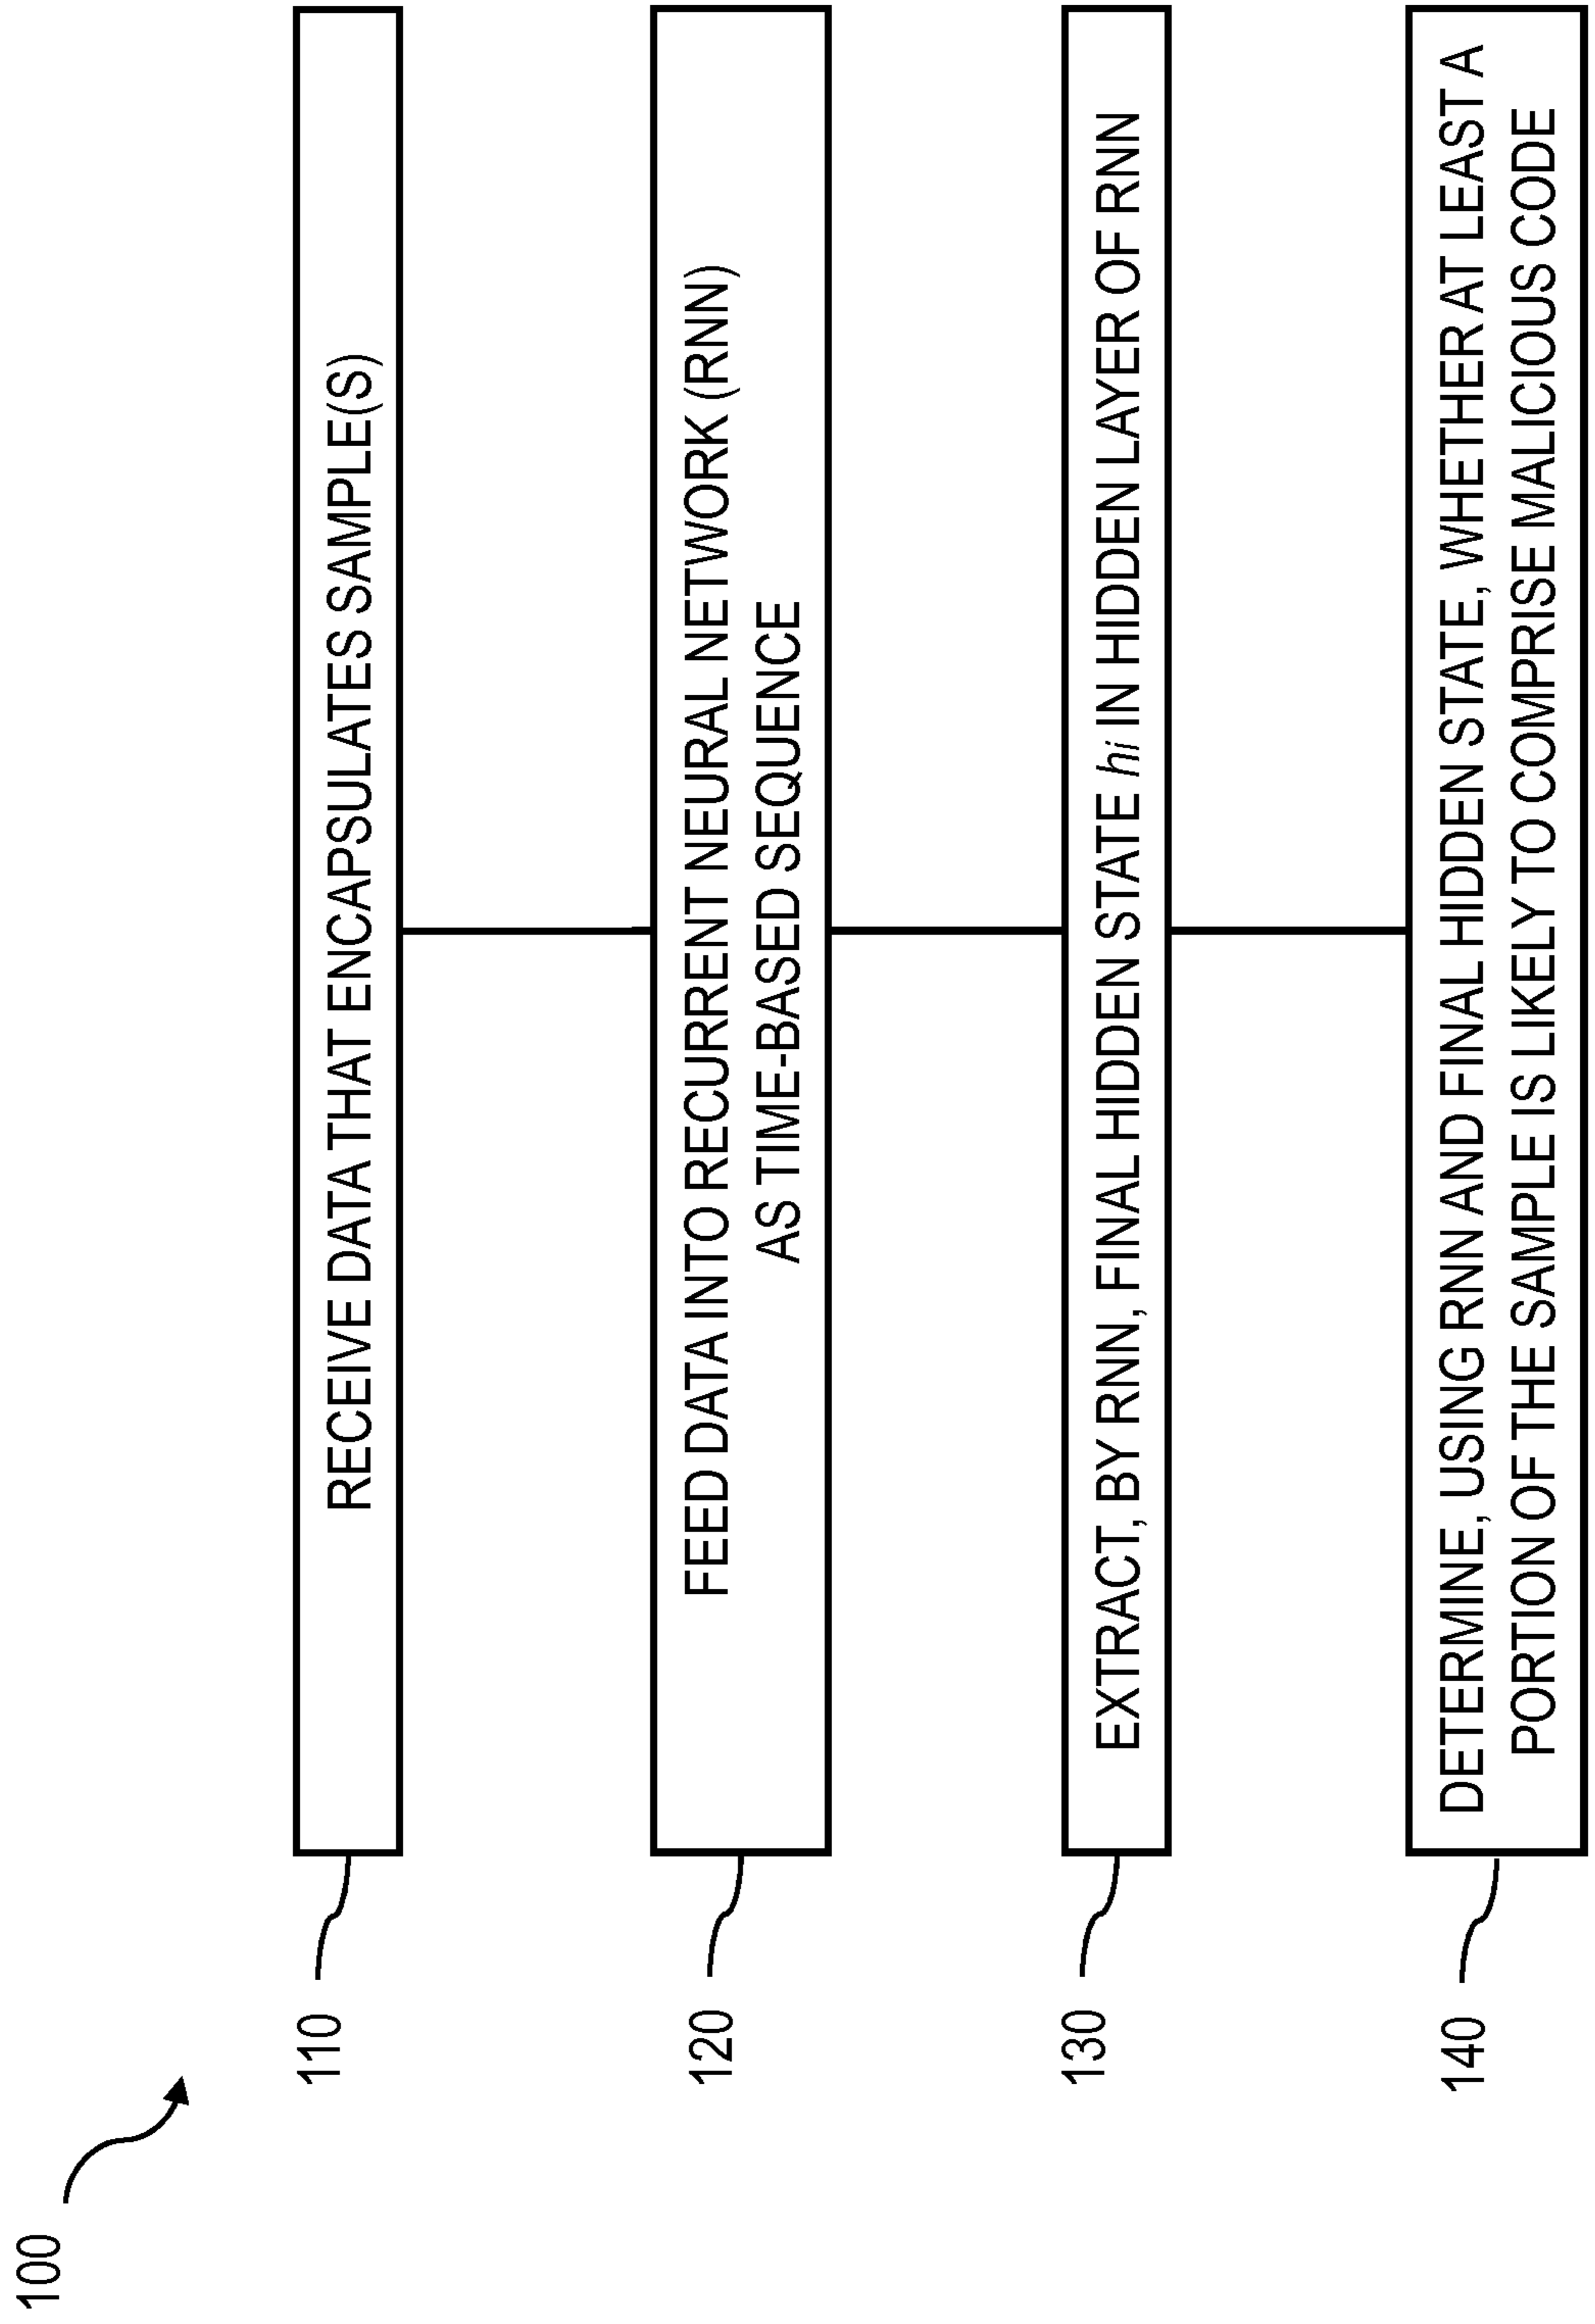 100
110
RECEIVE DATA THAT ENCAPSULATES SAMPLE(S)
120
FEED DATA INTO RECURRENT NEURAL NETWORK (RNN)
AS TIME-BASED SEQUENCE
130
EXTRACT, BY RNN, FINAL HIDDEN STATE hi IN HIDDEN LAYER OF RNN
140
DETERMINE, USING RNN AND FINAL HIDDEN STATE, WHETHER AT LEAST A
PORTION OF THE SAMPLE IS LIKELY TO COMPRISE MALICIOUS CODE